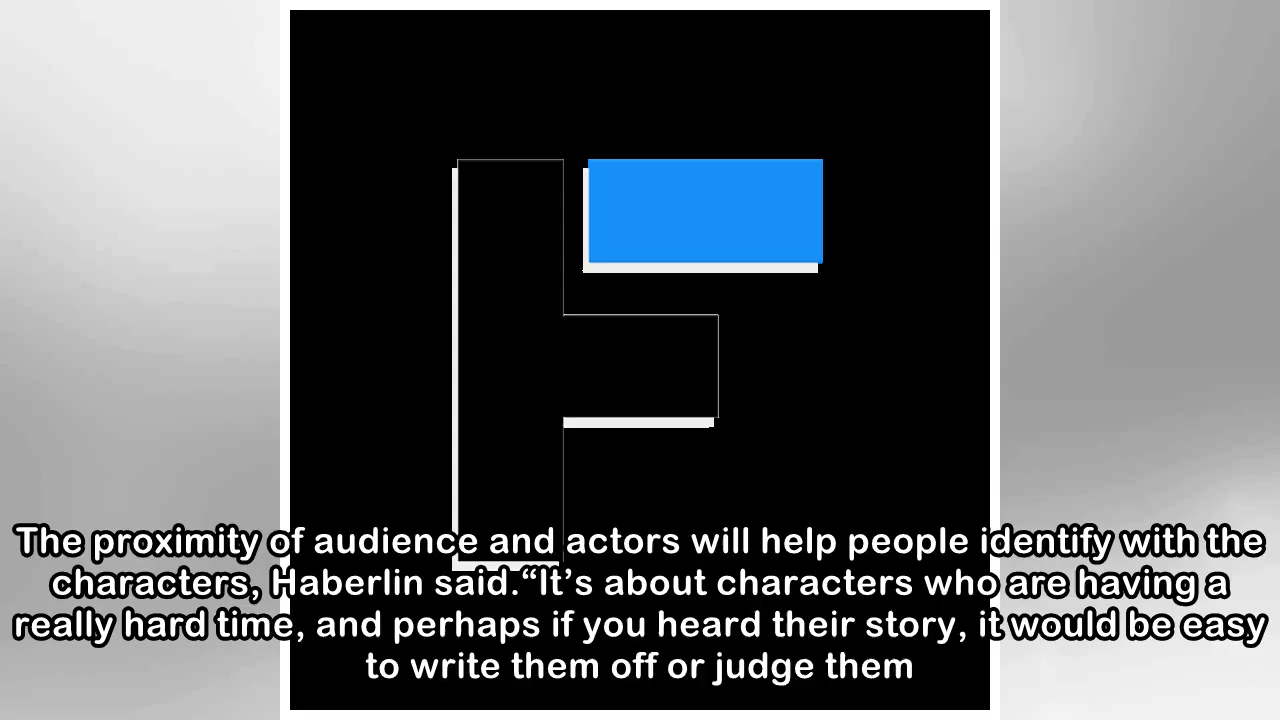 The proximity of audience and actors will help people identify with the
characters, Haberlin said.“It’s about characters who are having a
really hard time, and perhaps if you heard their story, it would be easy
to write them off or judge them